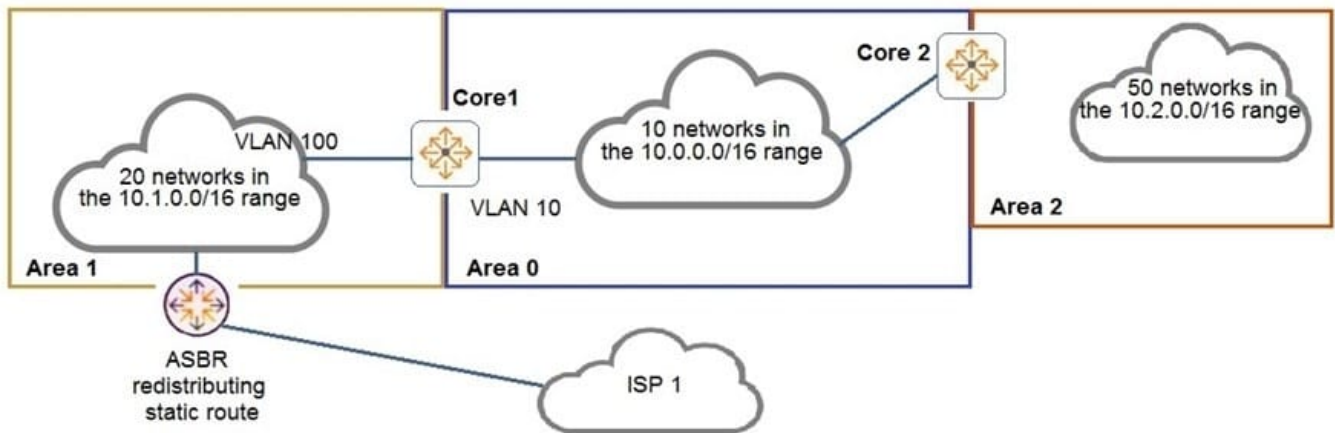 VLAN 100
20 networks in
the 10.1.0.0/16 range
Area 1
ASBR
redistributing
static route
Core1
VLAN 10
10 networks in
the 10.0.0.0/16 range
Area 0
ISP 1
Core 2
50 networks in
the 10.2.0.0/16 range
Area 2